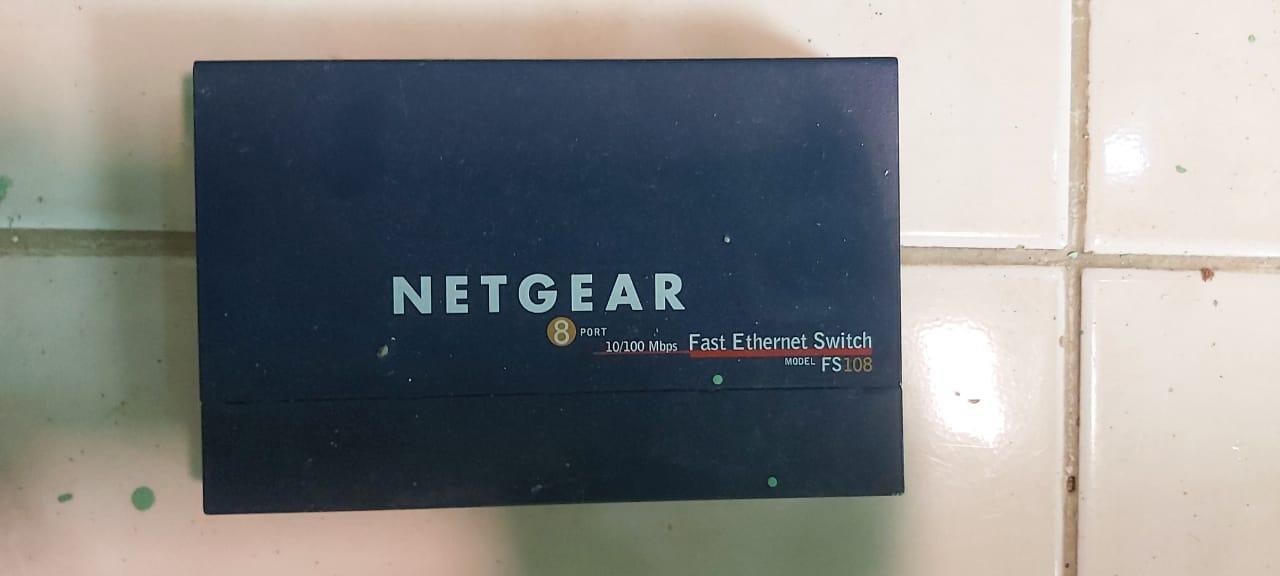 NETGEAR
8 PORT
10/100 Mbps Fast Ethernet Switch
MODEL FS108